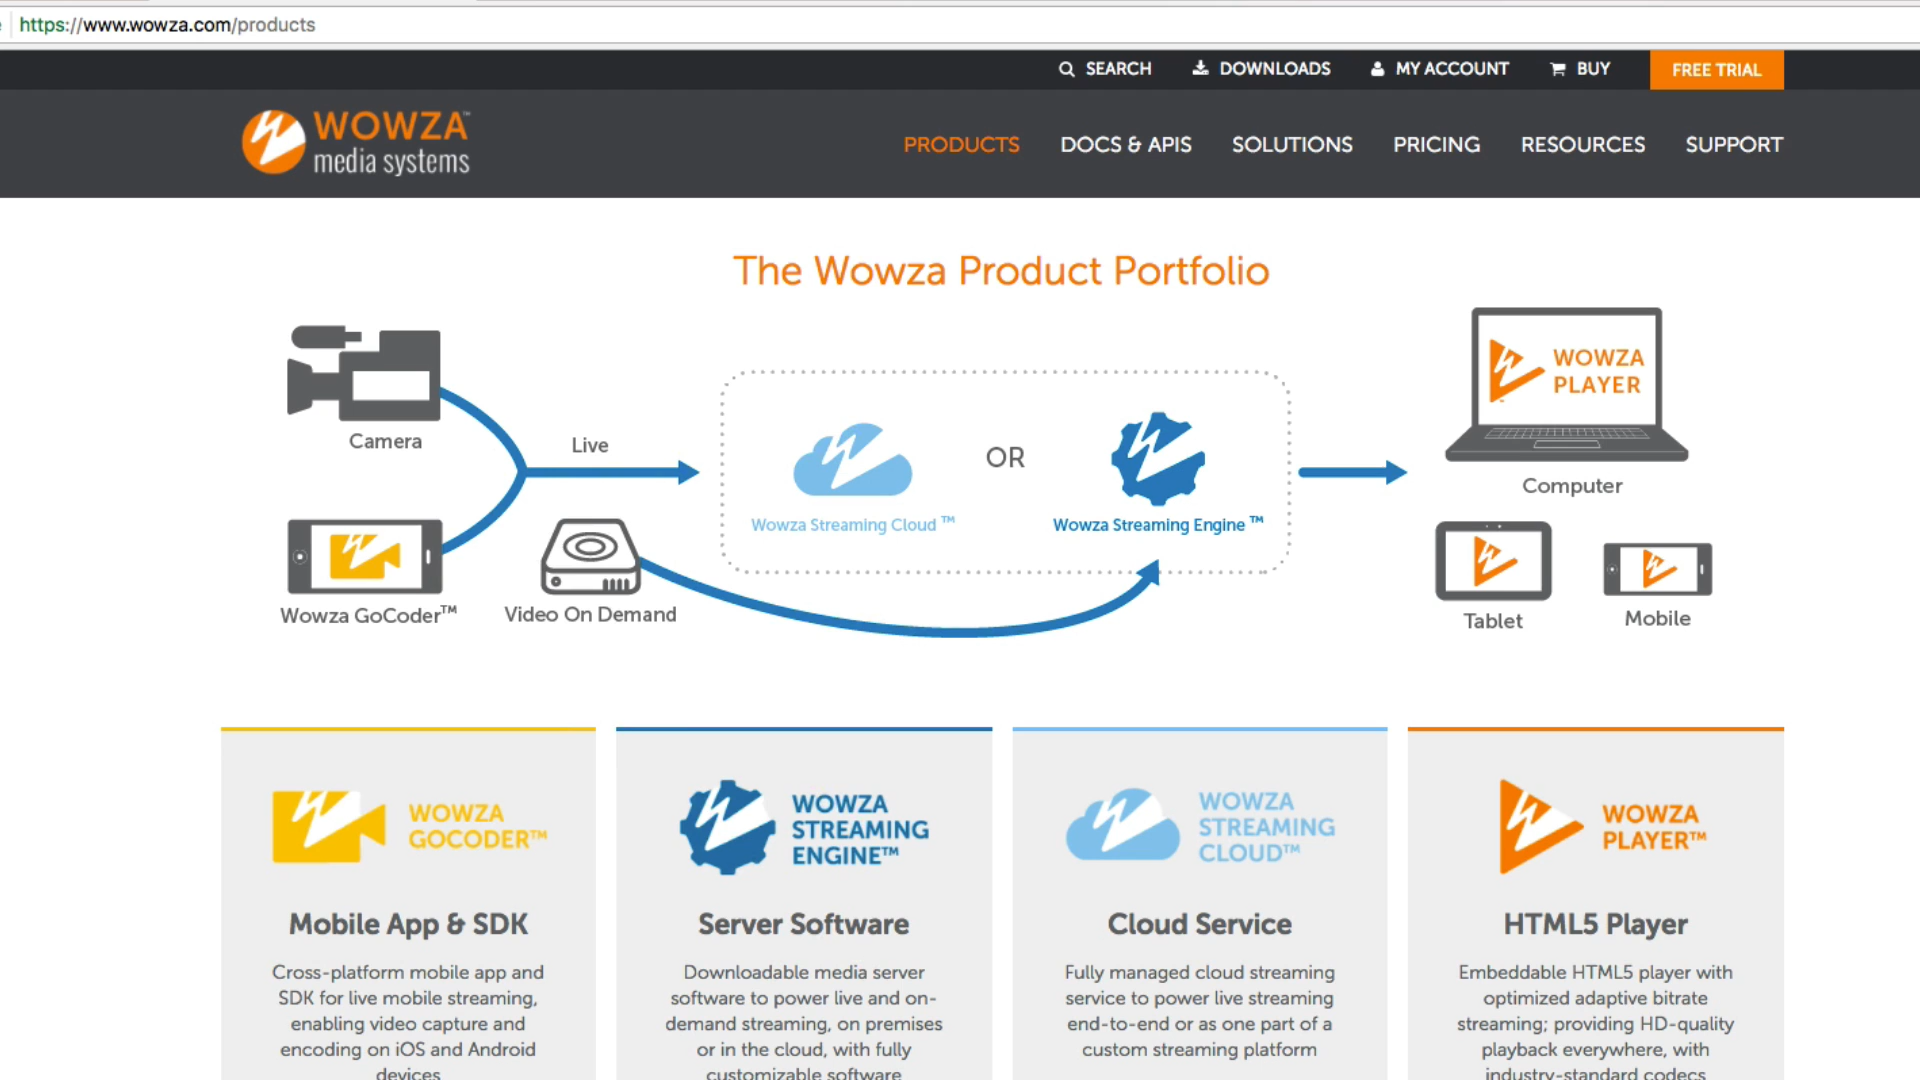 https://www.wowza.com/products
SEARCH DOWNLOADS MY ACCOUNT BUY FREE TRIAL
WOWZA™
media systems
PRODUCTS DOCS & APIS SOLUTIONS PRICING RESOURCES SUPPORT
The Wowza Product Portfolio
Camera
Live
Wowza GoCoder™
Video On Demand
Wowza Streaming Cloud ™
OR
Wowza Streaming Engine ™
WOWZA
PLAYER
Computer
Tablet
Mobile
WOWZA
GOCODER™
Mobile App & SDK
Cross-platform mobile app and
SDK for live mobile streaming,
enabling video capture and
encoding on iOS and Android
devices
WOWZA
STREAMING
ENGINE™
Server Software
Downloadable media server
software to power live and on-
demand streaming, on premises
or in the cloud, with fully
customizable software
WOWZA
STREAMING
CLOUD™
Cloud Service
Fully managed cloud streaming
service to power live streaming
end-to-end or as one part of a
custom streaming platform
WOWZA
PLAYER™
HTML5 Player
Embeddable HTML5 player with
optimized adaptive bitrate
streaming; providing HD-quality
playback everywhere, with
industry-standard codecs